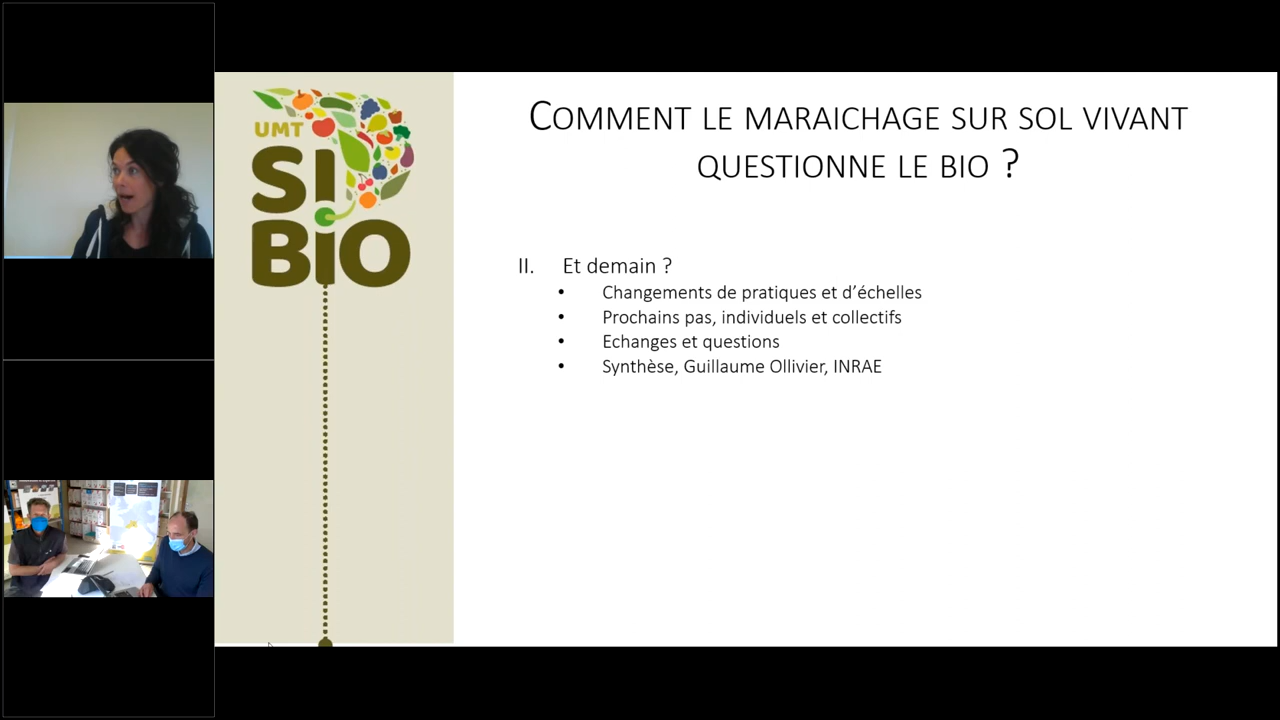 UMT
SI
BIO
COMMENT LE MARAICHAGE SUR SOL VIVANT
QUESTIONNE LE BIO ?
II. Et demain ?
• Changements de pratiques et d'échelles
• Prochains pas, individuels et collectifs
• Echanges et questions
• Synthèse, Guillaume Ollivier, INRAE